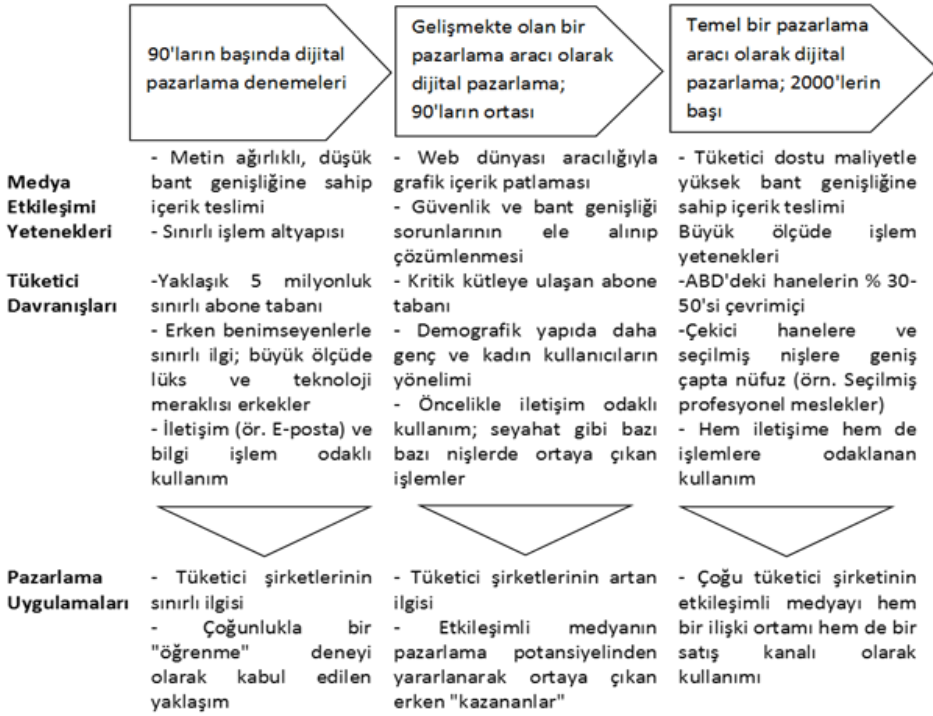 90'ların başında dijital
pazarlama denemeleri
Gelişmekte olan bir
pazarlama aracı olarak
dijital pazarlama;
90'ların ortası
Temel bir pazarlama
aracı olarak dijital
pazarlama; 2000'lerin
başı
Medya
Etkileşimi
Yetenekleri
- Metin ağırlıklı, düşük
bant genişliğine sahip
içerik teslimi
- Sınırlı işlem altyapısı
- Web dünyası aracılığıyla
grafik içerik patlaması
- Güvenlik ve bant genişliği
sorunlarının ele alınıp
çözümlenmesi
- Tüketici dostu maliyetle
yüksek bant genişliğine
sahip içerik teslimi
Büyük ölçüde işlem
yetenekleri
Tüketici
Davranışları
-Yaklaşık 5 milyonluk
sınırlı abone tabanı
- Erken benimseyenlerle
sınırlı ilgi; büyük ölçüde
lüks ve teknoloji
meraklısı erkekler
- İletişim (ör. E-posta) ve
bilgi işlem odaklı
kullanım
- Kritik kütleye ulaşan abone
tabanı
- Demografik yapıda daha
genç ve kadın kullanıcıların
yönelimi
- Öncelikle iletişim odaklı
kullanım; seyahat gibi bazı
bazı nişlerde ortaya çıkan
işlemler
-ABD'deki hanelerin % 30-
50'si çevrimiçi
-Çekici hanelere ve
seçilmiş nişlere geniş
çapta nüfuz (örn. Seçilmiş
profesyonel meslekler)
- Hem iletişime hem de
işlemlere odaklanan
kullanım
Pazarlama
Uygulamaları
- Tüketici şirketlerinin
sınırlı ilgisi
- Çoğunlukla bir
"öğrenme" deneyi
olarak kabul edilen
yaklaşım
- Tüketici şirketlerinin artan
ilgisi
- Etkileşimli medyanın
pazarlama potansiyelinden
yararlanarak ortaya çıkan
erken "kazananlar"
- Çoğu tüketici şirketinin
etkileşimli medyayı hem
bir ilişki ortamı hem de bir
satış kanalı olarak
kullanımı